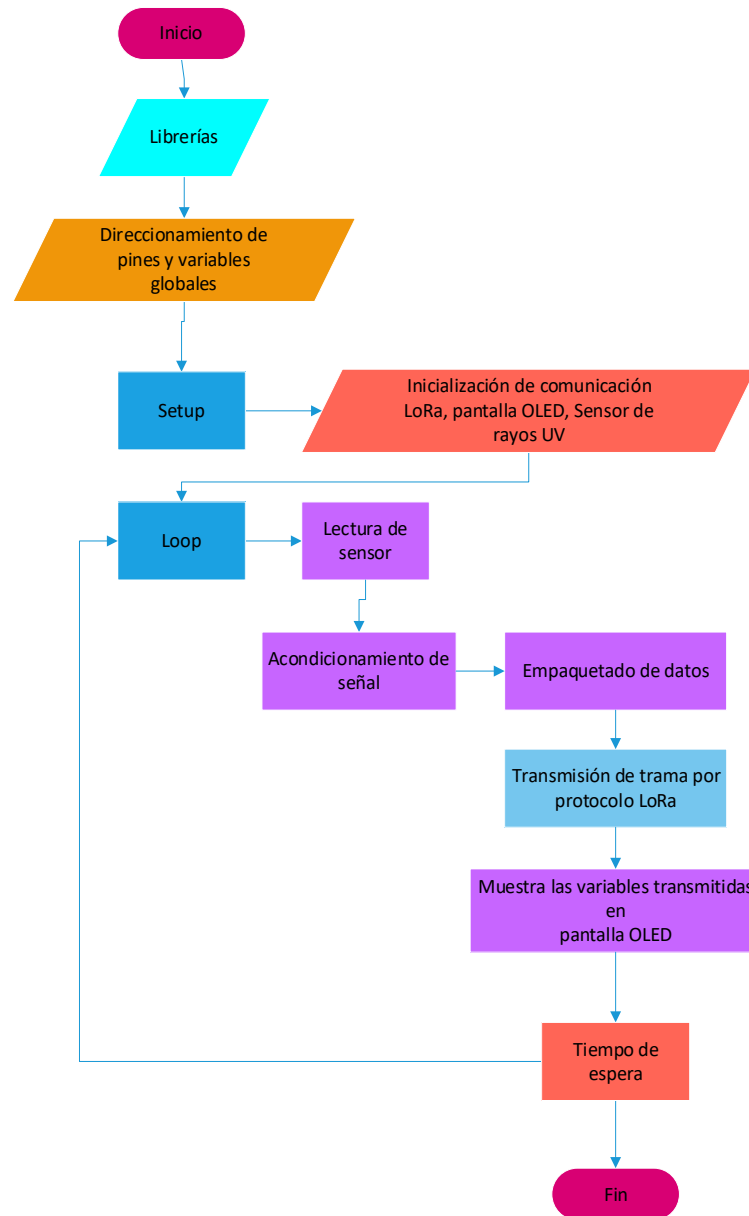 Inicio
Librerías
Direccionamiento de
pines y variables
globales
Setup
Inicialización de comunicación
LoRa, pantalla OLED, Sensor de
rayos UV
Loop
Lectura de
sensor
Acondicionamiento de
señal
Empaquetado de datos
Transmisión de trama por
protocolo LoRa
Muestra las variables transmitidas
en
pantalla OLED
Tiempo de
espera
Fin